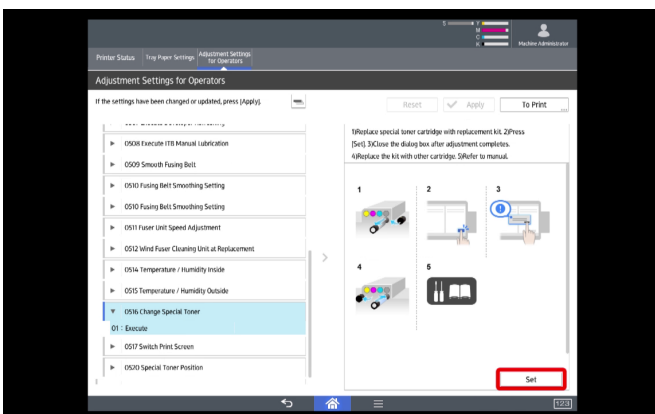 S Y
M
C
K
Machine Administrator
Printer Status
Tray Paper Settings
Adjustment Settings
for Operators
Adjustment Settings for Operators
If the settings have been changed or updated, press [Apply].
Reset
Apply
To Print
0508 Execute ITB Manual Lubrication
0509 Smooth Fusing Belt
0510 Fusing Belt Smoothing Setting
0510 Fusing Belt Smoothing Setting
0511 Fuser Unit Speed Adjustment
0512 Wind Fuser Cleaning Unit at Replacement
0514 Temperature / Humidity Inside
0515 Temperature / Humidity Outside
0516 Change Special Toner
01 : Execute
0517 Switch Print Screen
0520 Special Toner Position
1)Replace special toner cartridge with replacement kit. 2)Press
[Set]. 3)Close the dialog box after adjustment completes.
4)Replace the kit with other cartridge. 5)Refer to manual.
1 2 3
4 5
Set